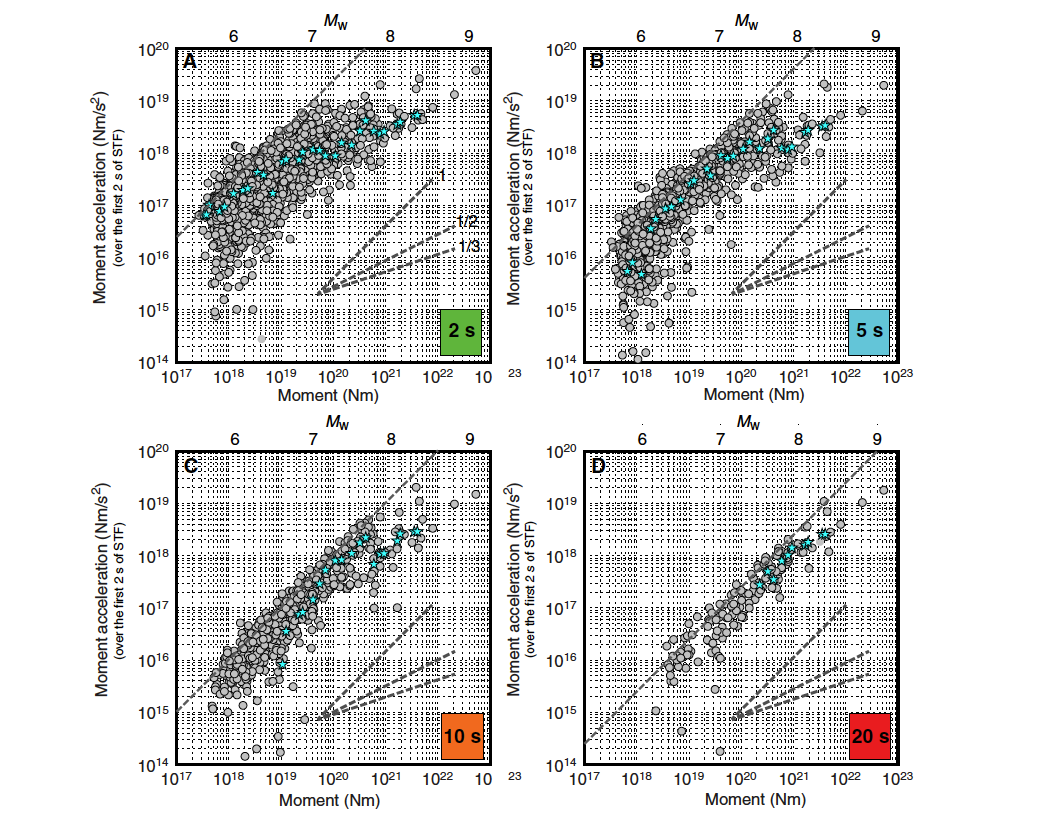 M_W
6 7 8 9
A
10^20
10^19
10^18
10^17
10^16
10^15
10^14
Moment acceleration (Nm/s^2)
(over the first 2 s of STF)
1
1/2
1/3
2 s
10^17 10^18 10^19 10^20 10^21 10^22 10 23
Moment (Nm)
M_W
6 7 8 9
B
10^20
10^19
10^18
10^17
10^16
10^15
10^14
Moment acceleration (Nm/s^2)
(over the first 2 s of STF)
5 s
10^17 10^18 10^19 10^20 10^21 10^22 10^23
Moment (Nm)
M_W
6 7 8 9
C
10^20
10^19
10^18
10^17
10^16
10^15
10^14
Moment acceleration (Nm/s^2)
(over the first 2 s of STF)
10 s
10^17 10^18 10^19 10^20 10^21 10^22 10 23
Moment (Nm)
M_W
6 7 8 9
D
10^20
10^19
10^18
10^17
10^16
10^15
10^14
Moment acceleration (Nm/s^2)
(over the first 2 s of STF)
20 s
10^17 10^18 10^19 10^20 10^21 10^22 10^23
Moment (Nm)